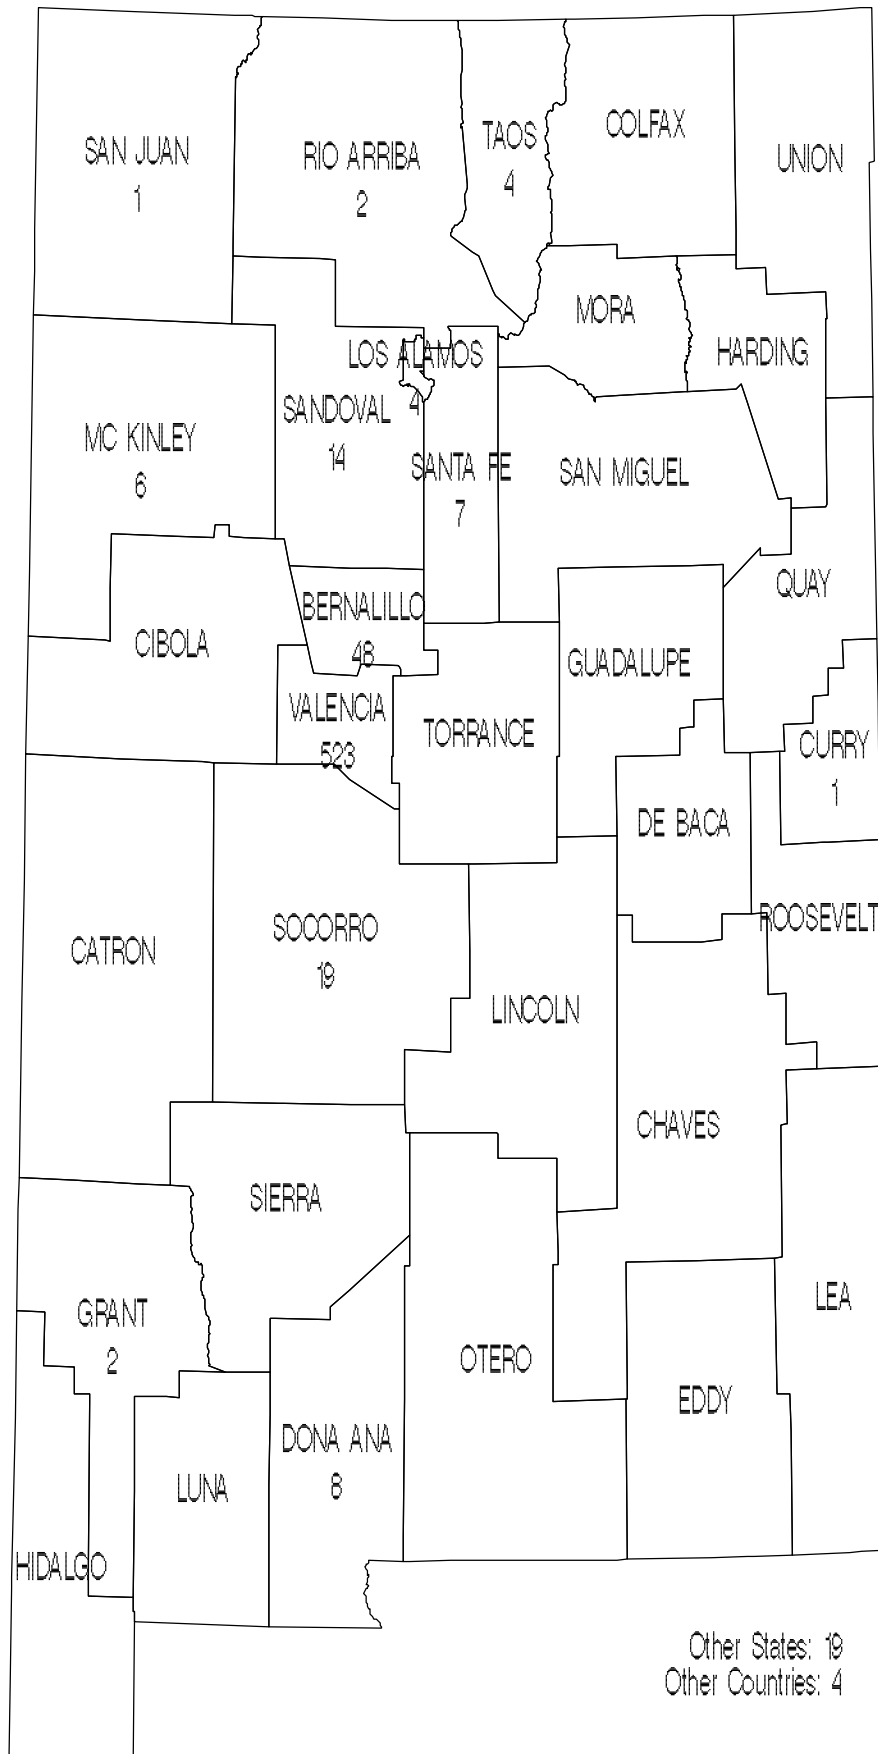 COLFAX
TAOS
4
SAN JUAN
1
RIO ARRIBA
2
UNION
MORA
LOS ALAMOS
4
HARDING
SANDOVAL
14
MC KINLEY
6
SANTA FE
7
SAN MIGUEL
QUAY
BERNALILLO
48
CIBOLA
GUADALUPE
VALENCIA
523
TORRANCE
CURRY
1
DE BACA
ROOSEVELT
SOCORRO
19
CATRON
LINCOLN
CHAVES
SIERRA
LEA
GRANT
2
OTERO
EDDY
DONA ANA
8
LUNA
HIDALGO
Other States: 19
Other Countries: 4